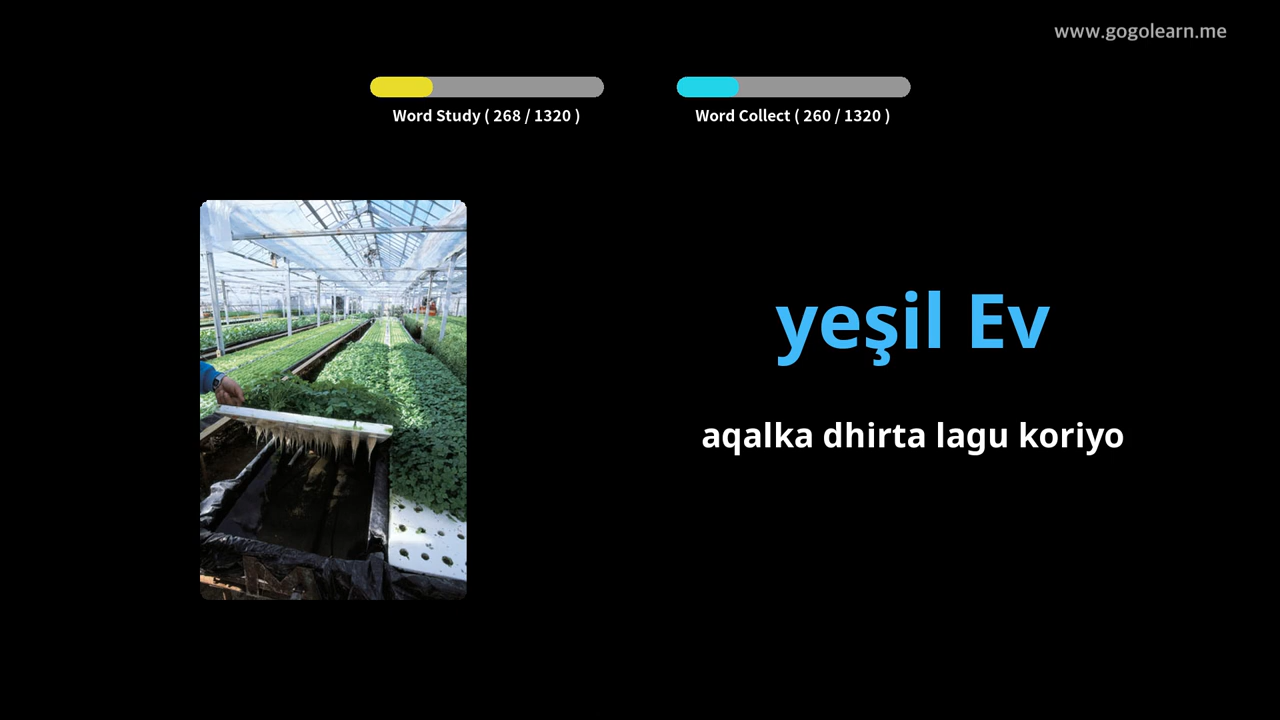 www.gogolearn.me
Word Study ( 268 / 1320 )
Word Collect ( 260 / 1320 )
yeşil Ev
aqalka dhirta lagu koriyo